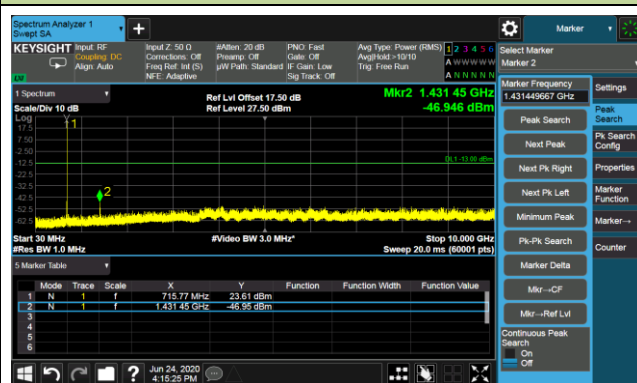 Spectrum Analyzer 1
Swept SA
Marker
KEYSIGHT
Input: RF
Coupling: DC
Align: Auto
Input Z: 50 Ω
Corrections: Off
Freq Ref: Int (S)
NFE: Adaptive
#Atten: 20 dB
Preamp: Off
µW Path: Standard
PNO: Fast
Gate: Off
IF Gain: Low
Sig Track: Off
Avg Type: Power (RMS)
Avg|Hold:>10/10
Trig: Free Run
1 2 3 4 5 6
A W W W W W
A N N N N N
Select Marker
Marker 2
1 Spectrum
Scale/Div 10 dB
Log
Ref Lvl Offset 17.50 dB
Ref Level 27.50 dBm
Mkr2 1.431 45 GHz
-46.946 dBm
17.5
7.50
-2.50
-12.5
-22.5
-32.5
-42.5
-52.5
-62.5
1
2
DL1 -13.00 dBm
Start 30 MHz
#Res BW 1.0 MHz
#Video BW 3.0 MHz*
Stop 10.000 GHz
Sweep 20.0 ms (60001 pts)
5 Marker Table
Mode Trace Scale X Y Function Function Width Function Value
1 N 1 f 715.77 MHz 23.61 dBm
2 N 1 f 1.431 45 GHz -46.95 dBm
3
4
5
6
Marker Frequency
1.431449667 GHz
Peak Search
Next Peak
Next Pk Right
Next Pk Left
Minimum Peak
Pk-Pk Search
Marker Delta
Mkr→CF
Mkr→Ref Lvl
Continuous Peak
Search
On
Off
Settings
Peak
Search
Pk Search
Config
Properties
Marker
Function
Marker→
Counter
Jun 24, 2020
4:15:25 PM